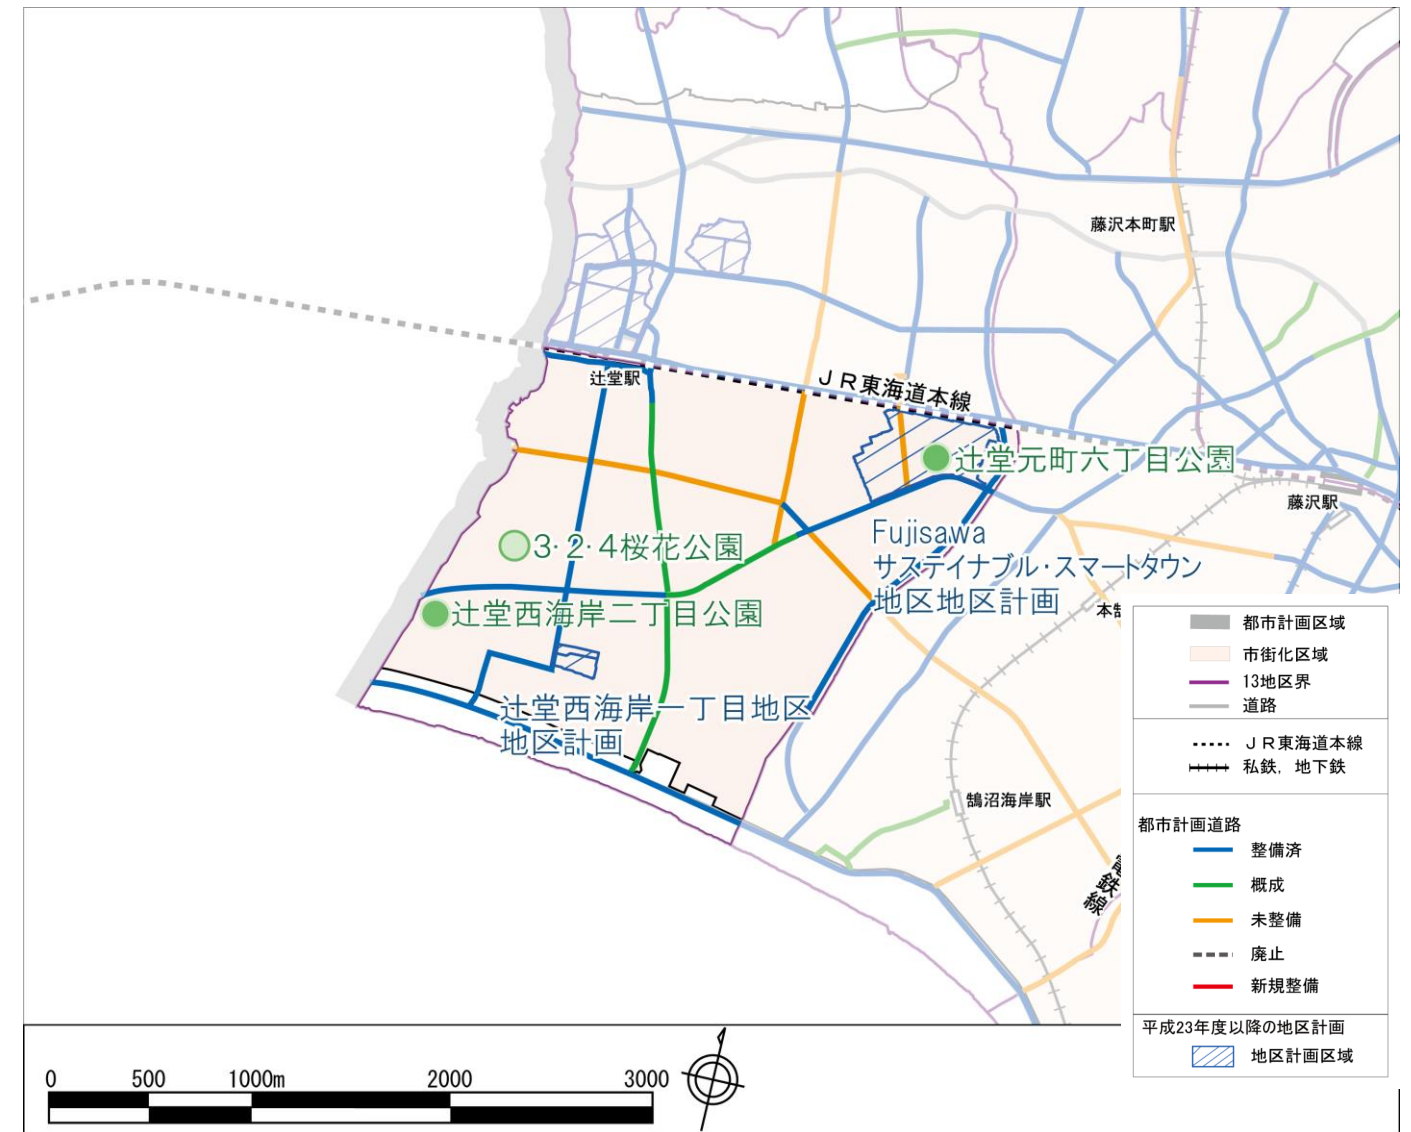 藤沢本町駅
辻堂駅
ＪＲ東海道本線
辻堂元町六丁目公園
藤沢駅
3・2・4桜花公園
Fujisawa
サステイナブル・スマートタウン
地区地区計画
辻堂西海岸二丁目公園
本鵠
辻堂西海岸一丁目地区
地区計画
鵠沼海岸駅
鉄線
都市計画区域
市街化区域
13地区界
道路
ＪＲ東海道本線
私鉄，地下鉄
都市計画道路
整備済
概成
未整備
廃止
新規整備
平成23年度以降の地区計画
地区計画区域
0 500 1000m 2000 3000